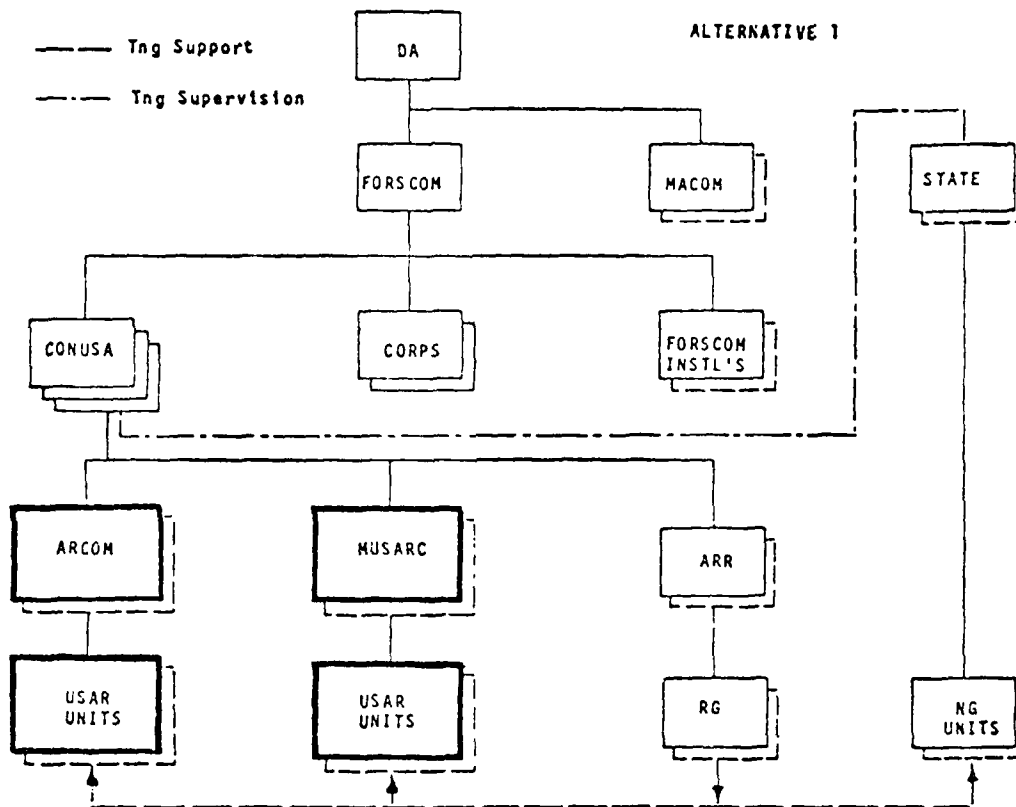 ALTERNATIVE 1
Tng Support
Tng Supervision
DA
FORSCOM
MACOM
STATE
CONUSA
CORPS
FORSCOM
INSTL'S
ARCOM
MUSARC
ARR
USAR
UNITS
USAR
UNITS
RG
NG
UNITS